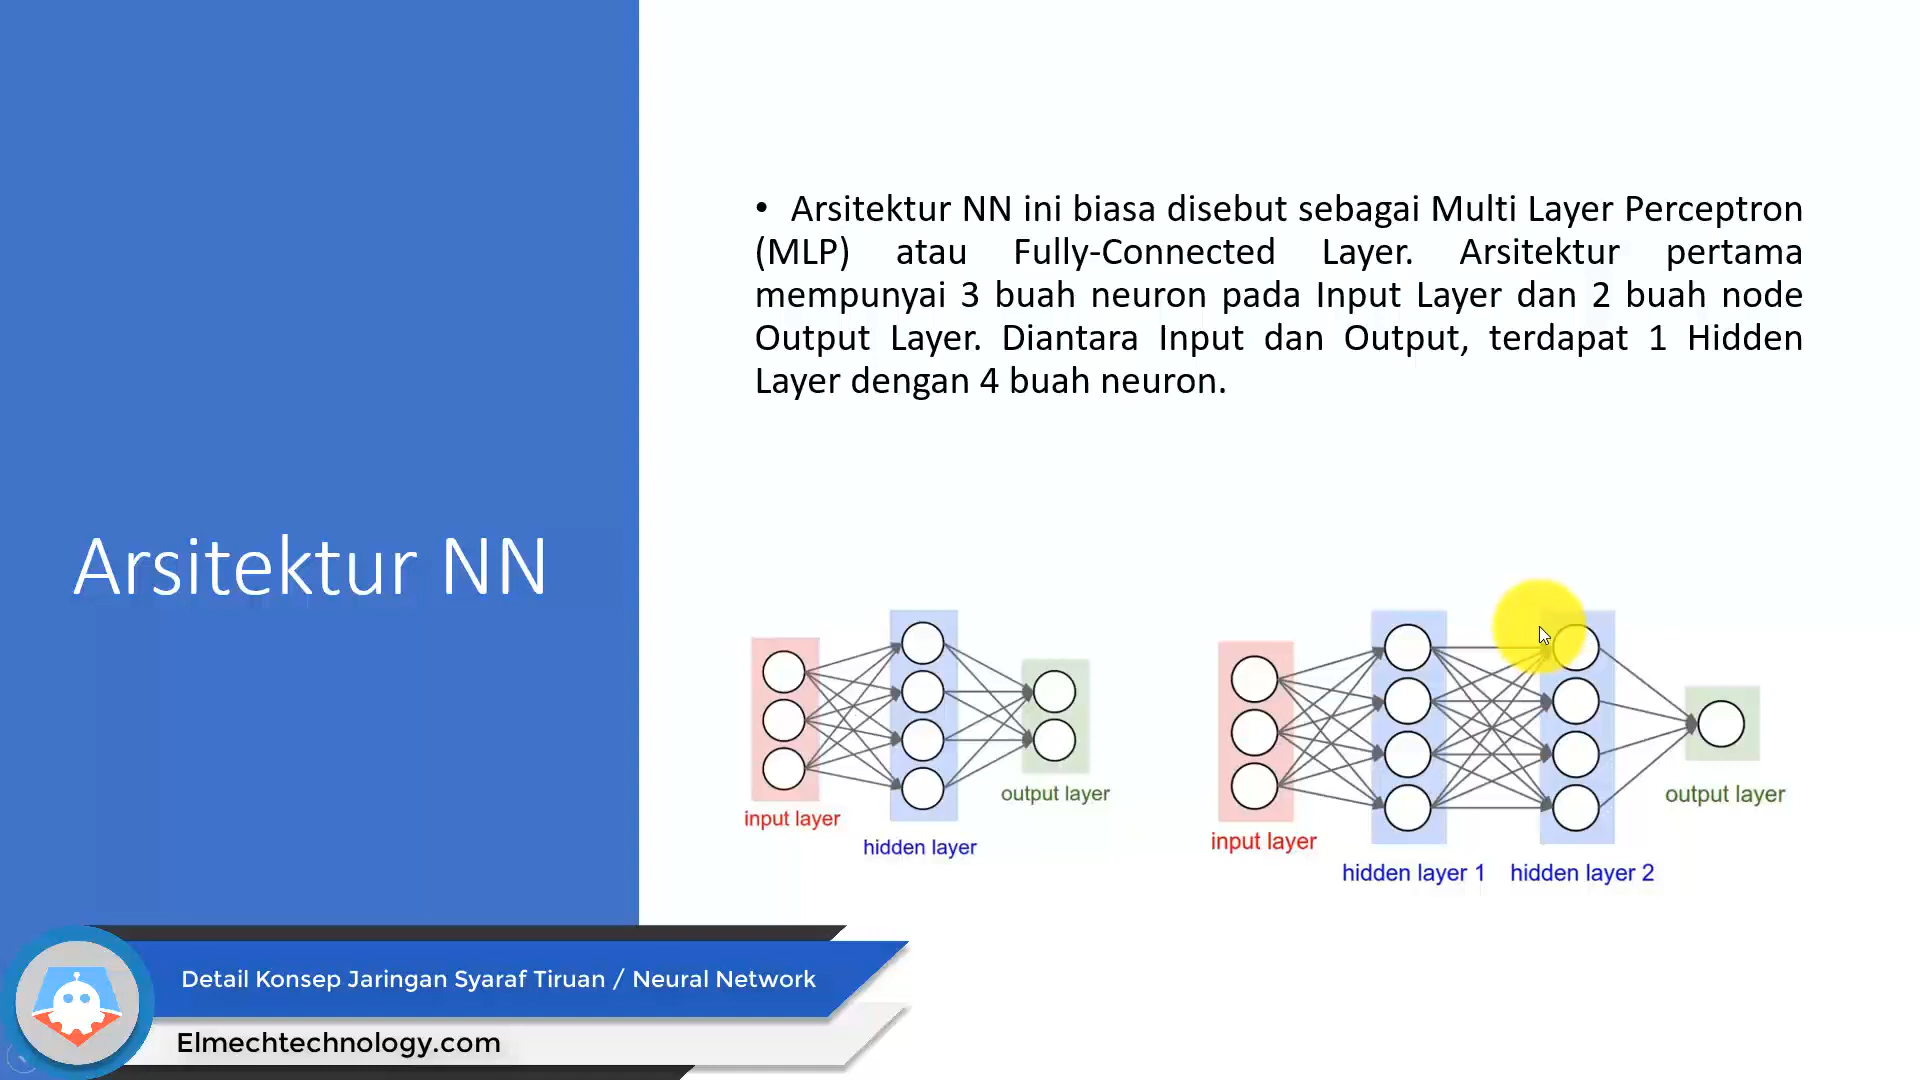 Arsitektur NN
• Arsitektur NN ini biasa disebut sebagai Multi Layer Perceptron
(MLP) atau Fully-Connected Layer. Arsitektur pertama
mempunyai 3 buah neuron pada Input Layer dan 2 buah node
Output Layer. Diantara Input dan Output, terdapat 1 Hidden
Layer dengan 4 buah neuron.
input layer
hidden layer
output layer
input layer
hidden layer 1
hidden layer 2
output layer
Detail Konsep Jaringan Syaraf Tiruan / Neural Network
Elmechtechnology.com